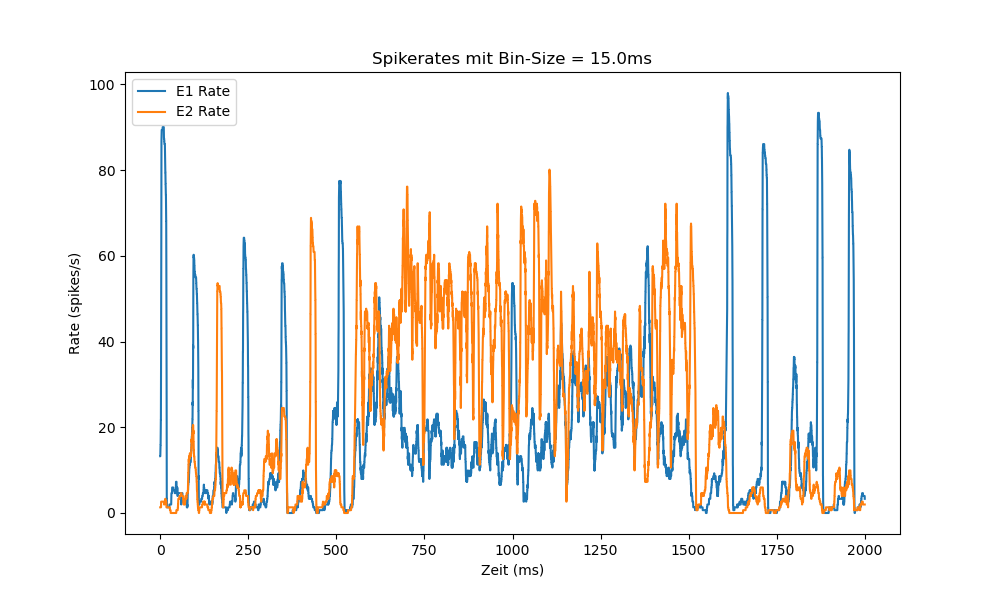 Spikerates mit Bin-Size = 15.0ms
E1 Rate
E2 Rate
100
80
60
40
20
0
Rate (spikes/s)
0 250 500 750 1000 1250 1500 1750 2000
Zeit (ms)